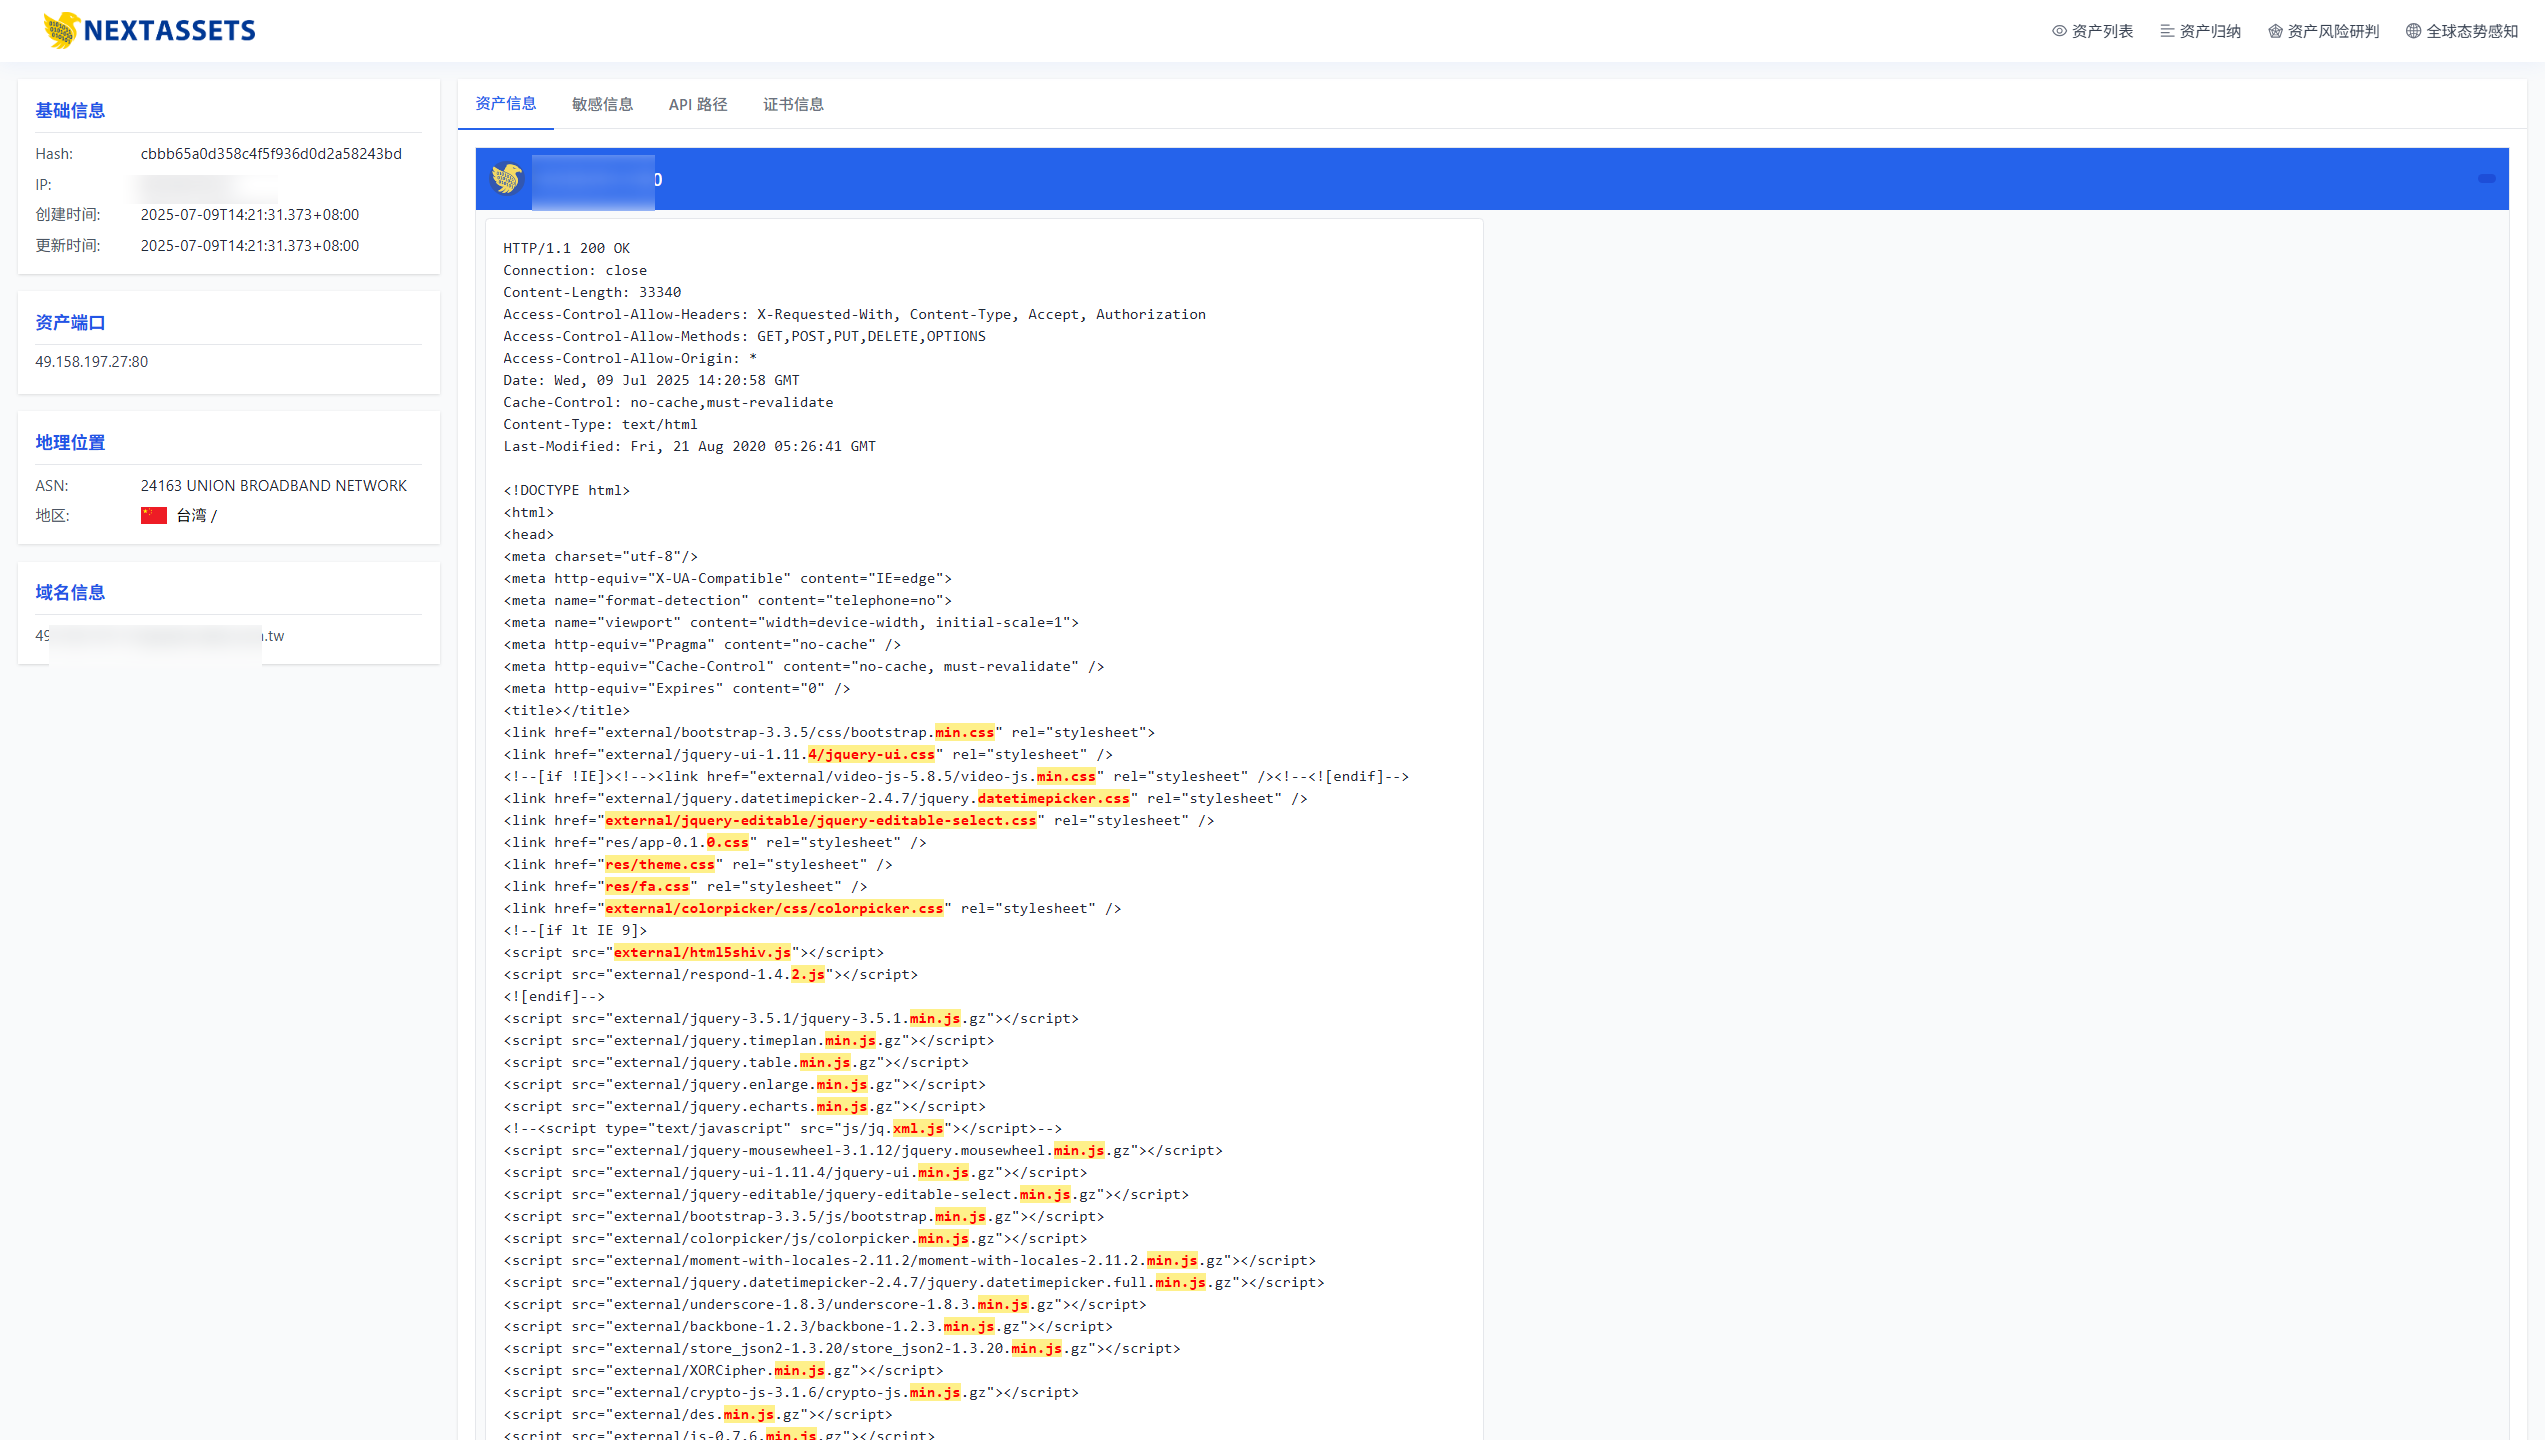 NEXTASSETS
资产列表
资产归纳
资产风险研判
全球态势感知
基础信息
Hash: cbbb65a0d358c4f5f936d0d2a58243bd
IP:
创建时间: 2025-07-09T14:21:31.373+08:00
更新时间: 2025-07-09T14:21:31.373+08:00
资产端口
49.158.197.27:80
地理位置
ASN: 24163 UNION BROADBAND NETWORK
地区: 台湾 /
域名信息
49 .tw
资产信息 敏感信息 API 路径 证书信息
0
HTTP/1.1 200 OK
Connection: close
Content-Length: 33340
Access-Control-Allow-Headers: X-Requested-With, Content-Type, Accept, Authorization
Access-Control-Allow-Methods: GET,POST,PUT,DELETE,OPTIONS
Access-Control-Allow-Origin: *
Date: Wed, 09 Jul 2025 14:20:58 GMT
Cache-Control: no-cache,must-revalidate
Content-Type: text/html
Last-Modified: Fri, 21 Aug 2020 05:26:41 GMT
<!DOCTYPE html>
<html>
<head>
<meta charset="utf-8"/>
<meta http-equiv="X-UA-Compatible" content="IE=edge">
<meta name="format-detection" content="telephone=no">
<meta name="viewport" content="width=device-width, initial-scale=1">
<meta http-equiv="Pragma" content="no-cache" />
<meta http-equiv="Cache-Control" content="no-cache, must-revalidate" />
<meta http-equiv="Expires" content="0" />
<title></title>
<link href="external/bootstrap-3.3.5/css/bootstrap.min.css" rel="stylesheet">
<link href="external/jquery-ui-1.11.4/jquery-ui.css" rel="stylesheet" />
<!--[if !IE]><!--><link href="external/video-js-5.8.5/video-js.min.css" rel="stylesheet" /><!--<![endif]-->
<link href="external/jquery.datetimepicker-2.4.7/jquery.datetimepicker.css" rel="stylesheet" />
<link href="external/jquery-editable/jquery-editable-select.css" rel="stylesheet" />
<link href="res/app-0.1.0.css" rel="stylesheet" />
<link href="res/theme.css" rel="stylesheet" />
<link href="res/fa.css" rel="stylesheet" />
<link href="external/colorpicker/css/colorpicker.css" rel="stylesheet" />
<!--[if lt IE 9]>
<script src="external/html5shiv.js"></script>
<script src="external/respond-1.4.2.js"></script>
<![endif]-->
<script src="external/jquery-3.5.1/jquery-3.5.1.min.js.gz"></script>
<script src="external/jquery.timeplan.min.js.gz"></script>
<script src="external/jquery.table.min.js.gz"></script>
<script src="external/jquery.enlarge.min.js.gz"></script>
<script src="external/jquery.echarts.min.js.gz"></script>
<!--<script type="text/javascript" src="js/jq.xml.js"></script>-->
<script src="external/jquery-mousewheel-3.1.12/jquery.mousewheel.min.js.gz"></script>
<script src="external/jquery-ui-1.11.4/jquery-ui.min.js.gz"></script>
<script src="external/jquery-editable/jquery-editable-select.min.js.gz"></script>
<script src="external/bootstrap-3.3.5/js/bootstrap.min.js.gz"></script>
<script src="external/colorpicker/js/colorpicker.min.js.gz"></script>
<script src="external/moment-with-locales-2.11.2/moment-with-locales-2.11.2.min.js.gz"></script>
<script src="external/jquery.datetimepicker-2.4.7/jquery.datetimepicker.full.min.js.gz"></script>
<script src="external/underscore-1.8.3/underscore-1.8.3.min.js.gz"></script>
<script src="external/backbone-1.2.3/backbone-1.2.3.min.js.gz"></script>
<script src="external/store_json2-1.3.20/store_json2-1.3.20.min.js.gz"></script>
<script src="external/XORCipher.min.js.gz"></script>
<script src="external/crypto-js-3.1.6/crypto-js.min.js.gz"></script>
<script src="external/des.min.js.gz"></script>
<script src="external/is-0.7.6.min.js.gz"></script>